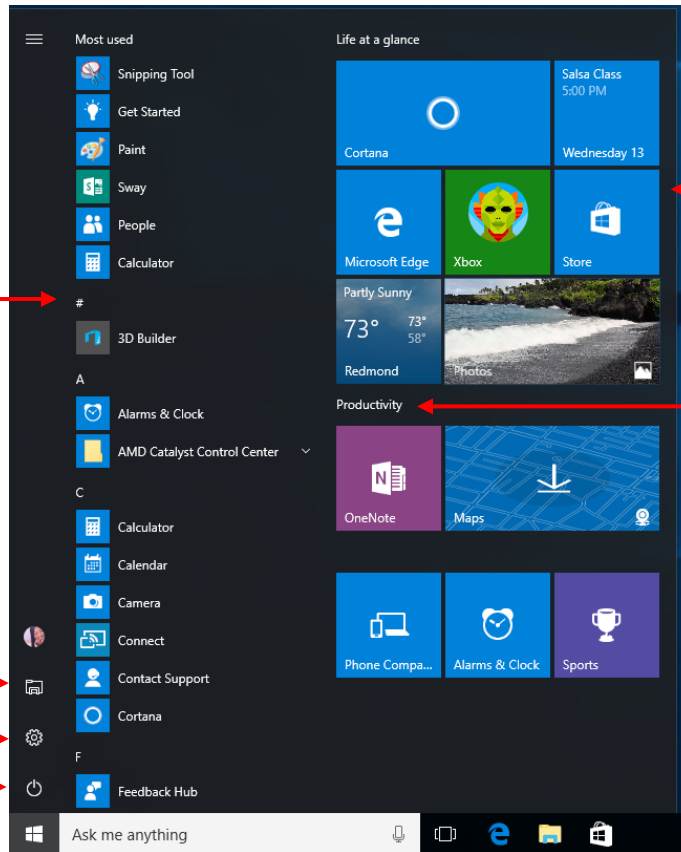 Most used
Snipping Tool
Get Started
Paint
Sway
People
Calculator
#
3D Builder
A
Alarms & Clock
AMD Catalyst Control Center
C
Calculator
Calendar
Camera
Connect
Contact Support
Cortana
F
Feedback Hub
Life at a glance
Cortana
Salsa Class
5:00 PM
Wednesday 13
Microsoft Edge
Xbox
Store
Partly Sunny
73° 73°
58°
Redmond
Photos
Productivity
N
OneNote
Maps
Phone Compa...
Alarms & Clock
Sports
Ask me anything